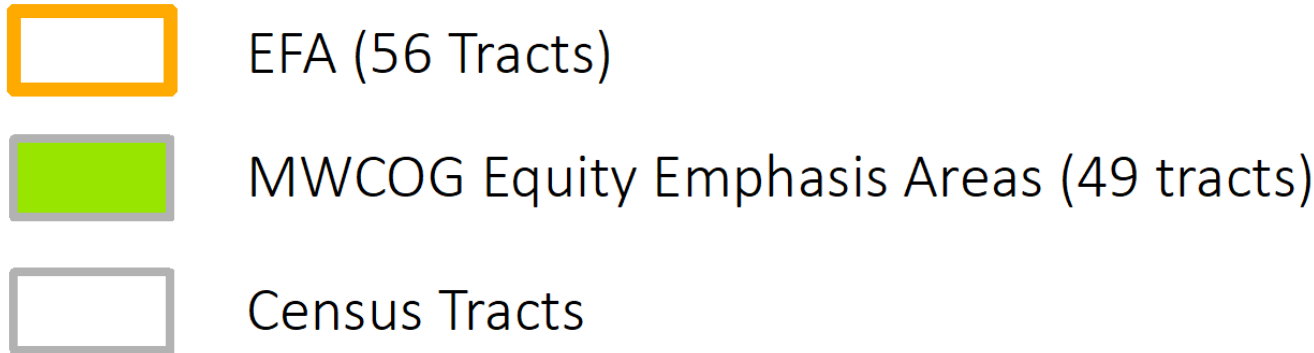 EFA (56 Tracts)
MWCOG Equity Emphasis Areas (49 tracts)
Census Tracts